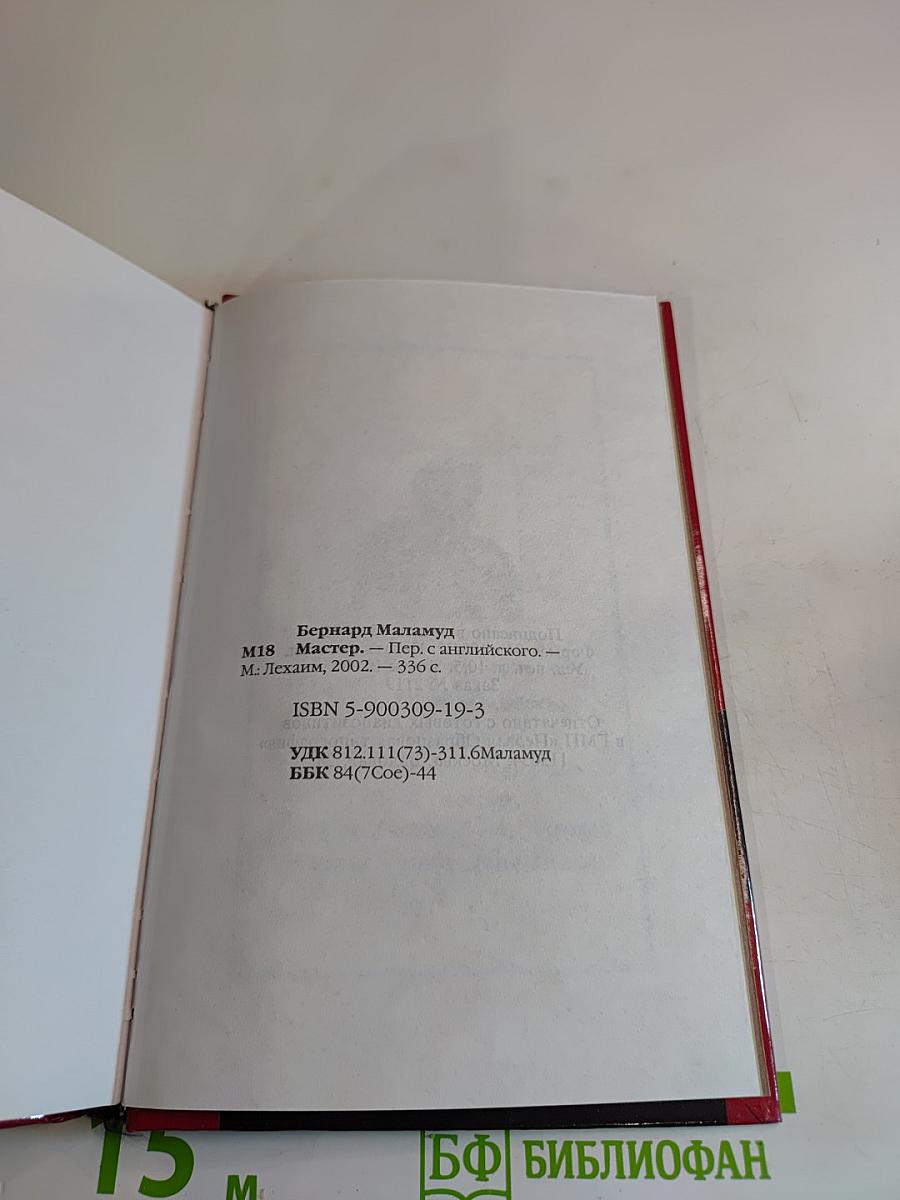 Бернард Маламуд
М18 Мастер. — Пер. с английского. —
М.: Лехаим, 2002. — 336 с.
ISBN 5-900309-19-3
УДК 812.111(73)-311.6Маламуд
ББК 84(7Сое)-44
15 м
БФ БИБЛИОФАН